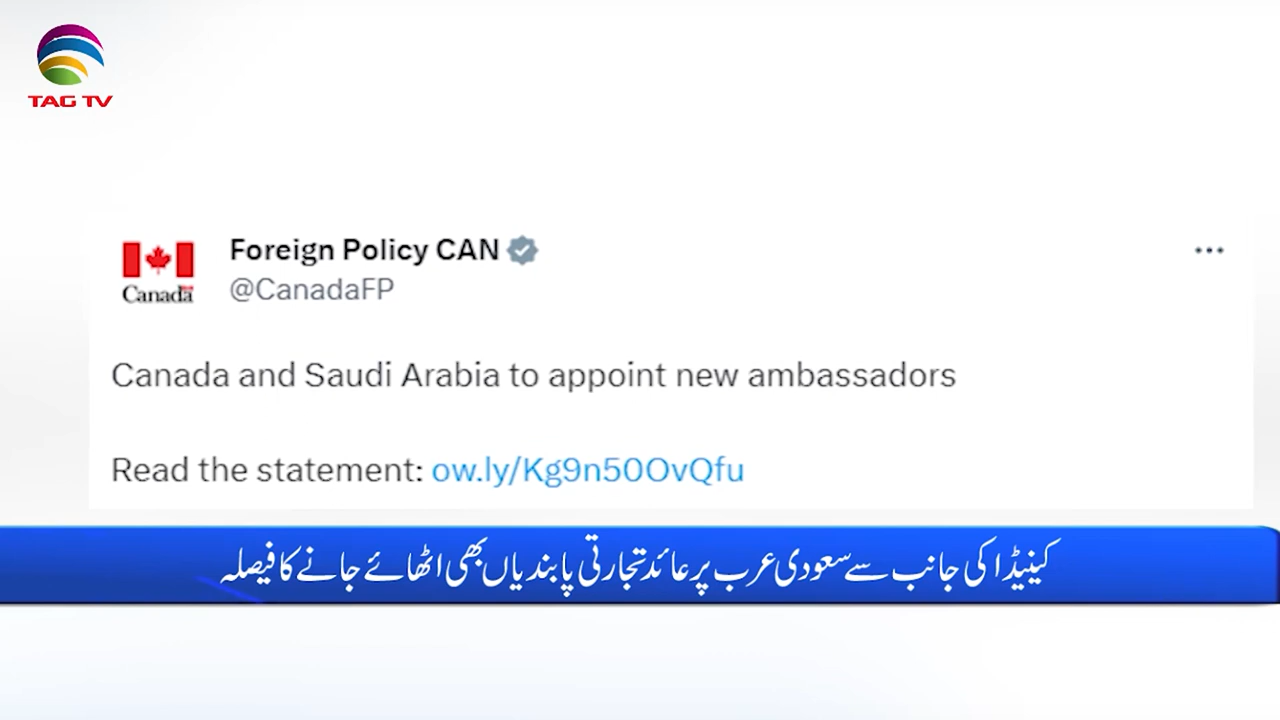 TAG TV
Canada
Foreign Policy CAN
@CanadaFP
Canada and Saudi Arabia to appoint new ambassadors
Read the statement: ow.ly/Kg9n50OvQfu
کینیڈا کی جانب سے سعودی عرب پر عائد تجارتی پابندیاں بھی اٹھائے جانے کا فیصلہ